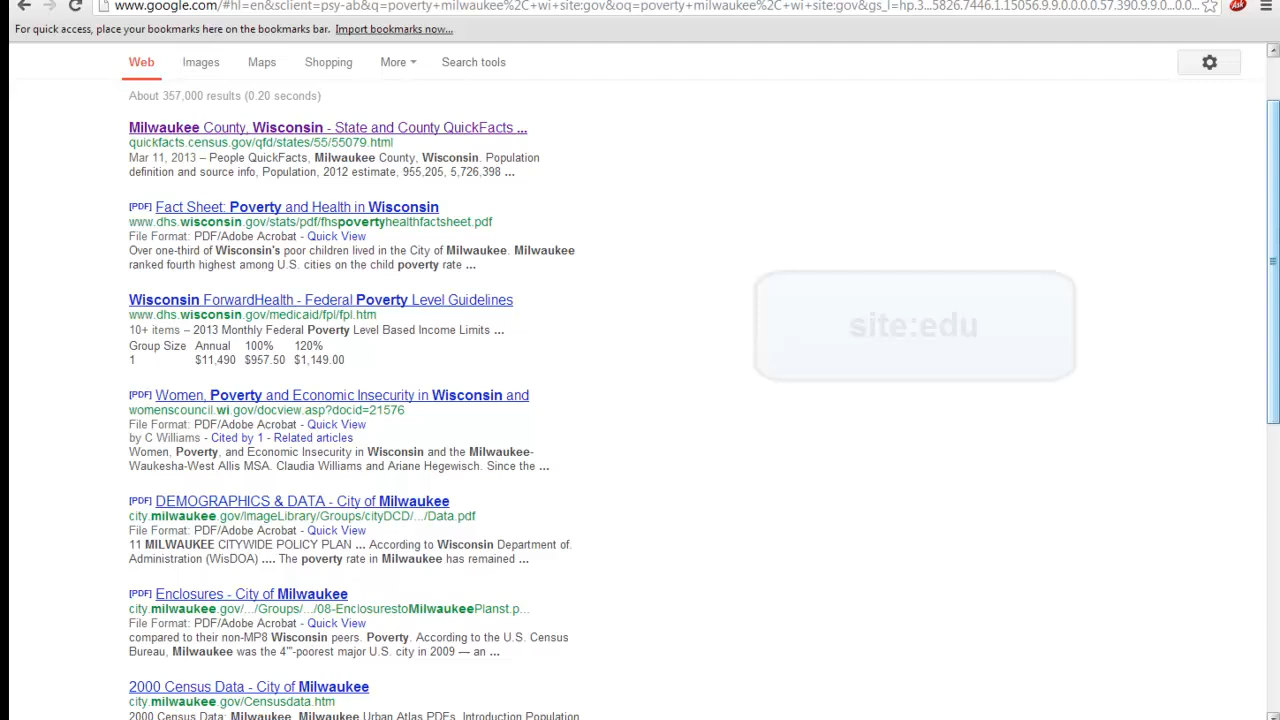 www.google.com/#hl=en&sclient=psy-ab&q=poverty+milwaukee%2C+wi+site:gov&oq=poverty+milwaukee%2C+wi+site:gov&gs_l=hp.3...5826.7446.1.15056.9.9.0.0.0.0.57.390.9.9.0...0.0...
Ask
For quick access, place your bookmarks here on the bookmarks bar. Import bookmarks now...
Web Images Maps Shopping More Search tools
About 357,000 results (0.20 seconds)
Milwaukee County, Wisconsin - State and County QuickFacts ...
quickfacts.census.gov/qfd/states/55/55079.html
Mar 11, 2013 – People QuickFacts, Milwaukee County, Wisconsin. Population
definition and source info, Population, 2012 estimate, 955,205, 5,726,398 ...
[PDF] Fact Sheet: Poverty and Health in Wisconsin
www.dhs.wisconsin.gov/stats/pdf/fhspovertyhealthfactsheet.pdf
File Format: PDF/Adobe Acrobat - Quick View
Over one-third of Wisconsin's poor children lived in the City of Milwaukee. Milwaukee
ranked fourth highest among U.S. cities on the child poverty rate ...
Wisconsin ForwardHealth - Federal Poverty Level Guidelines
www.dhs.wisconsin.gov/medicaid/fpl/fpl.htm
10+ items – 2013 Monthly Federal Poverty Level Based Income Limits ...
Group Size Annual 100% 120%
1 $11,490 $957.50 $1,149.00
[PDF] Women, Poverty and Economic Insecurity in Wisconsin and
womenscouncil.wi.gov/docview.asp?docid=21576
File Format: PDF/Adobe Acrobat - Quick View
by C Williams - Cited by 1 - Related articles
Women, Poverty, and Economic Insecurity in Wisconsin and the Milwaukee-
Waukesha-West Allis MSA. Claudia Williams and Ariane Hegewisch. Since the ...
[PDF] DEMOGRAPHICS & DATA - City of Milwaukee
city.milwaukee.gov/ImageLibrary/Groups/cityDCD/.../Data.pdf
File Format: PDF/Adobe Acrobat - Quick View
11 MILWAUKEE CITYWIDE POLICY PLAN ... According to Wisconsin Department of.
Administration (WisDOA) .... The poverty rate in Milwaukee has remained ...
[PDF] Enclosures - City of Milwaukee
city.milwaukee.gov/.../Groups/.../08-EnclosurestoMilwaukeePlanst.p...
File Format: PDF/Adobe Acrobat - Quick View
compared to their non-MP8 Wisconsin peers. Poverty. According to the U.S. Census
Bureau, Milwaukee was the 4'"-poorest major U.S. city in 2009 — an ...
2000 Census Data - City of Milwaukee
city.milwaukee.gov/Censusdata.htm
2000 Census Data: Milwaukee. Milwaukee Urban Atlas PDFs. Introduction Population
site:edu